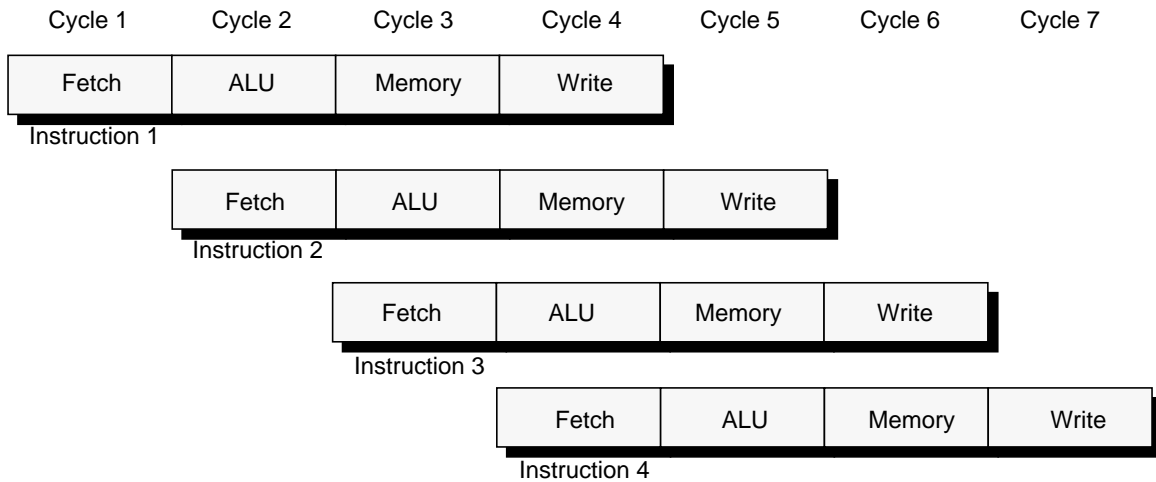 Cycle 1 Cycle 2 Cycle 3 Cycle 4 Cycle 5 Cycle 6 Cycle 7
Fetch ALU Memory Write
Instruction 1
Fetch ALU Memory Write
Instruction 2
Fetch ALU Memory Write
Instruction 3
Fetch ALU Memory Write
Instruction 4